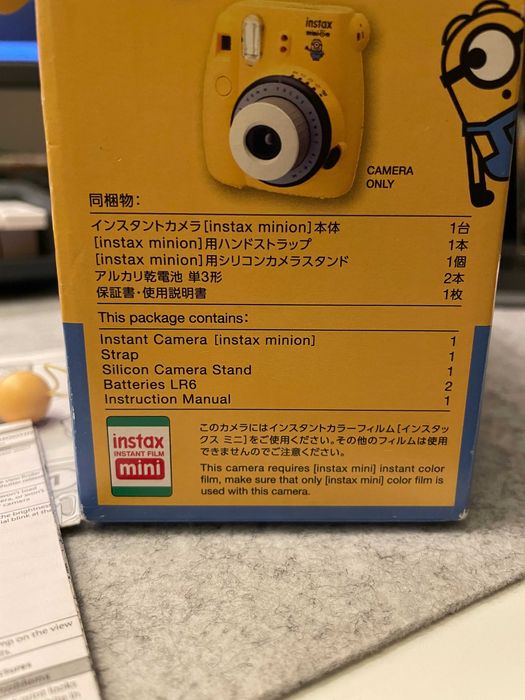 instax
CAMERA
ONLY
同梱物:
インスタントカメラ[instax minion]本体 1台
[instax minion]用ハンドストラップ 1本
[instax minion]用シリコンカメラスタンド 1個
アルカリ乾電池 単3形 2本
保証書・使用説明書 1枚
This package contains:
Instant Camera [instax minion] 1
Strap 1
Silicon Camera Stand 1
Batteries LR6 2
Instruction Manual 1
instax
INSTANT FILM
mini
このカメラにはインスタントカラーフィルム[インスタッ
クス ミニ]をご使用ください。その他のフィルムは使用
できませんのでご注意ください。
This camera requires [instax mini] instant color
film, make sure that only [instax mini] color film is
used with this camera.
mp on the view